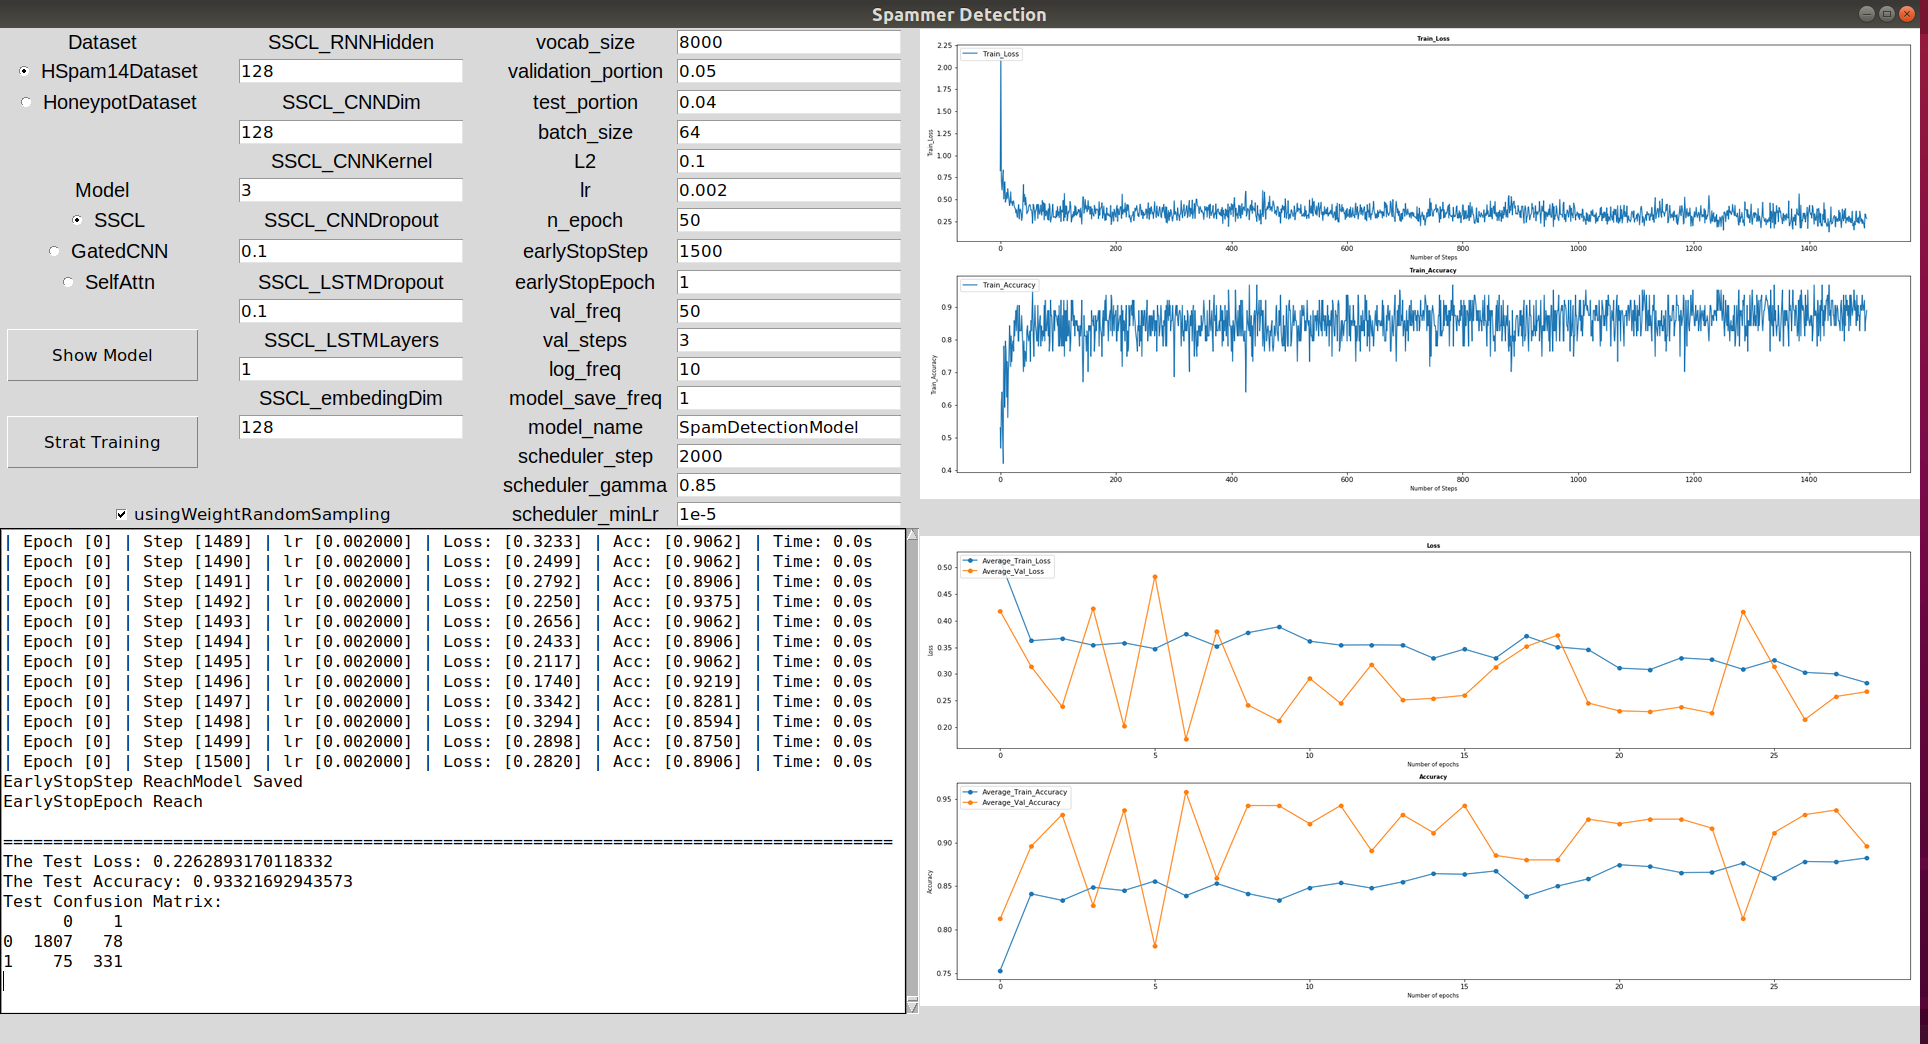 Spammer Detection
Dataset
HSpam14Dataset
HoneypotDataset
Model
SSCL
GatedCNN
SelfAttn
Show Model
Strat Training
SSCL_RNNHidden
128
SSCL_CNNDim
128
SSCL_CNNKernel
3
SSCL_CNNDropout
0.1
SSCL_LSTMDropout
0.1
SSCL_LSTMLayers
1
SSCL_embedingDim
128
usingWeightRandomSampling
vocab_size 8000
validation_portion 0.05
test_portion 0.04
batch_size 64
L2 0.1
lr 0.002
n_epoch 50
earlyStopStep 1500
earlyStopEpoch 1
val_freq 50
val_steps 3
log_freq 10
model_save_freq 1
model_name SpamDetectionModel
scheduler_step 2000
scheduler_gamma 0.85
scheduler_minLr 1e-5
| Epoch [0] | Step [1489] | lr [0.002000] | Loss: [0.3233] | Acc: [0.9062] | Time: 0.0s
| Epoch [0] | Step [1490] | lr [0.002000] | Loss: [0.2499] | Acc: [0.9062] | Time: 0.0s
| Epoch [0] | Step [1491] | lr [0.002000] | Loss: [0.2792] | Acc: [0.8906] | Time: 0.0s
| Epoch [0] | Step [1492] | lr [0.002000] | Loss: [0.2250] | Acc: [0.9375] | Time: 0.0s
| Epoch [0] | Step [1493] | lr [0.002000] | Loss: [0.2656] | Acc: [0.9062] | Time: 0.0s
| Epoch [0] | Step [1494] | lr [0.002000] | Loss: [0.2433] | Acc: [0.8906] | Time: 0.0s
| Epoch [0] | Step [1495] | lr [0.002000] | Loss: [0.2117] | Acc: [0.9062] | Time: 0.0s
| Epoch [0] | Step [1496] | lr [0.002000] | Loss: [0.1740] | Acc: [0.9219] | Time: 0.0s
| Epoch [0] | Step [1497] | lr [0.002000] | Loss: [0.3342] | Acc: [0.8281] | Time: 0.0s
| Epoch [0] | Step [1498] | lr [0.002000] | Loss: [0.3294] | Acc: [0.8594] | Time: 0.0s
| Epoch [0] | Step [1499] | lr [0.002000] | Loss: [0.2898] | Acc: [0.8750] | Time: 0.0s
| Epoch [0] | Step [1500] | lr [0.002000] | Loss: [0.2820] | Acc: [0.8906] | Time: 0.0s
EarlyStopStep ReachModel Saved
EarlyStopEpoch Reach
=========================================================================================
The Test Loss: 0.2262893170118332
The Test Accuracy: 0.93321692943573
Test Confusion Matrix:
0 1
0 1807 78
1 75 331
Train_Loss
Train_Loss
2.25
2.00
1.75
1.50
1.25
1.00
0.75
0.50
0.25
Train_Loss
0 200 400 600 800 1000 1200 1400
Number of Steps
Train_Accuracy
Train_Accuracy
0.9
0.8
0.7
0.6
0.5
0.4
Train_Accuracy
0 200 400 600 800 1000 1200 1400
Number of Steps
Loss
Average_Train_Loss
Average_Val_Loss
0.50
0.45
0.40
0.35
0.30
0.25
0.20
Loss
0 5 10 15 20 25
Number of epochs
Accuracy
Average_Train_Accuracy
Average_Val_Accuracy
0.95
0.90
0.85
0.80
0.75
Accuracy
0 5 10 15 20 25
Number of epochs